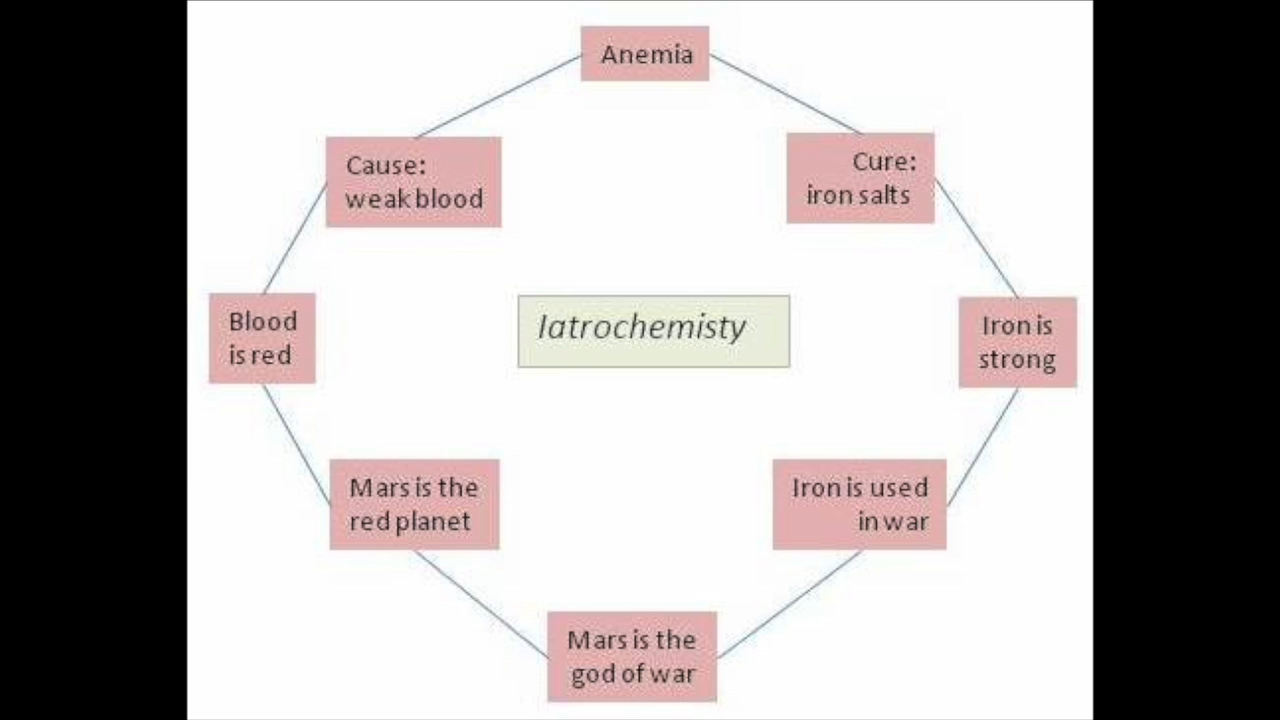 Anemia
Cause:
weak blood
Cure:
iron salts
Blood
is red
Iatrochemisty
Iron is
strong
Mars is the
red planet
Iron is used
in war
Mars is the
god of war